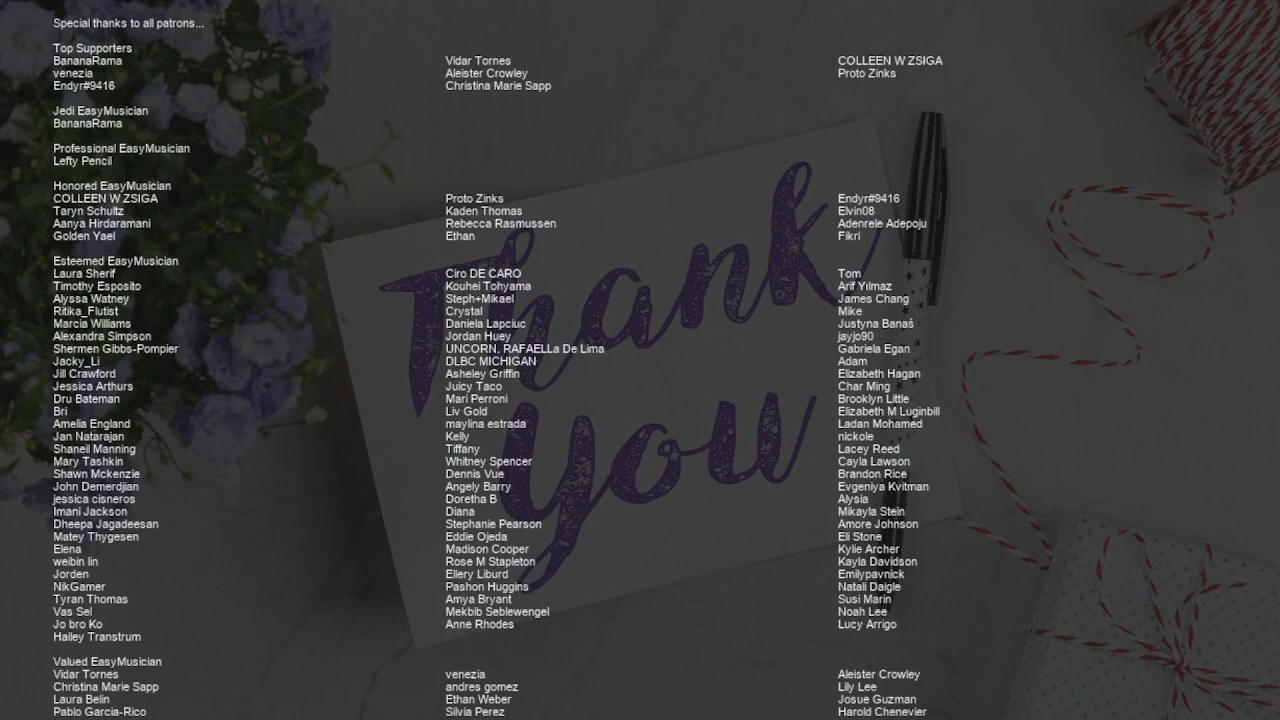 Special thanks to all patrons...
Top Supporters
BananaRama
Vidar Tornes
COLLEEN W ZSIGA
venezia
Aleister Crowley
Proto Zinks
Endyr#9416
Christina Marie Sapp
Jedi EasyMusician
BananaRama
Professional EasyMusician
Lefty Pencil
Honored EasyMusician
COLLEEN W ZSIGA
Proto Zinks
Endyr#9416
Taryn Schultz
Kaden Thomas
Elvin08
Aanya Hirdaramani
Rebecca Rasmussen
Adenrele Adepoju
Golden Yael
Ethan
Fikri
Esteemed EasyMusician
Laura Sherif
Ciro DE CARO
Tom
Timothy Esposito
Kouhei Tohyama
Arif Yılmaz
Alyssa Watney
Steph+Mikael
James Chang
Ritika_Flutist
Crystal
Mike
Marcia Williams
Daniela Lapciuc
Justyna Banaś
Alexandra Simpson
Jordan Huey
jayjo90
Shermen Gibbs-Pompier
UNCORN. RAFAELLa De Lima
Gabriela Egan
Jacky_Li
DLBC MICHIGAN
Adam
Jill Crawford
Asheley Griffin
Elizabeth Hagan
Jessica Arthurs
Juicy Taco
Char Ming
Dru Bateman
Mari Perroni
Brooklyn Little
Bri
Liv Gold
Elizabeth M Luginbill
Amelia England
maylina estrada
Ladan Mohamed
Jan Natarajan
Kelly
nickole
Shaneil Manning
Tiffany
Lacey Reed
Mary Tashkin
Whitney Spencer
Cayla Lawson
Shawn Mckenzie
Dennis Vue
Brandon Rice
John Demerdjian
Angely Barry
Evgeniya Kvitman
jessica cisneros
Doretha B
Alysia
Imani Jackson
Diana
Mikayla Stein
Dheepa Jagadeesan
Stephanie Pearson
Amore Johnson
Matey Thygesen
Eddie Ojeda
Eli Stone
Elena
Madison Cooper
Kylie Archer
weibin lin
Rose M Stapleton
Kayla Davidson
Jorden
Ellery Liburd
Emilypavnick
NikGamer
Pashon Huggins
Natali Daigle
Tyran Thomas
Amya Bryant
Susi Marin
Vas Sel
Mekbib Seblewengel
Noah Lee
Jo bro Ko
Anne Rhodes
Lucy Arrigo
Hailey Transtrum
Valued EasyMusician
Vidar Tornes
venezia
Aleister Crowley
Christina Marie Sapp
andres gomez
Lily Lee
Laura Belin
Ethan Weber
Josue Guzman
Pablo Garcia-Rico
Silvia Perez
Harold Chenevier
Thank
you